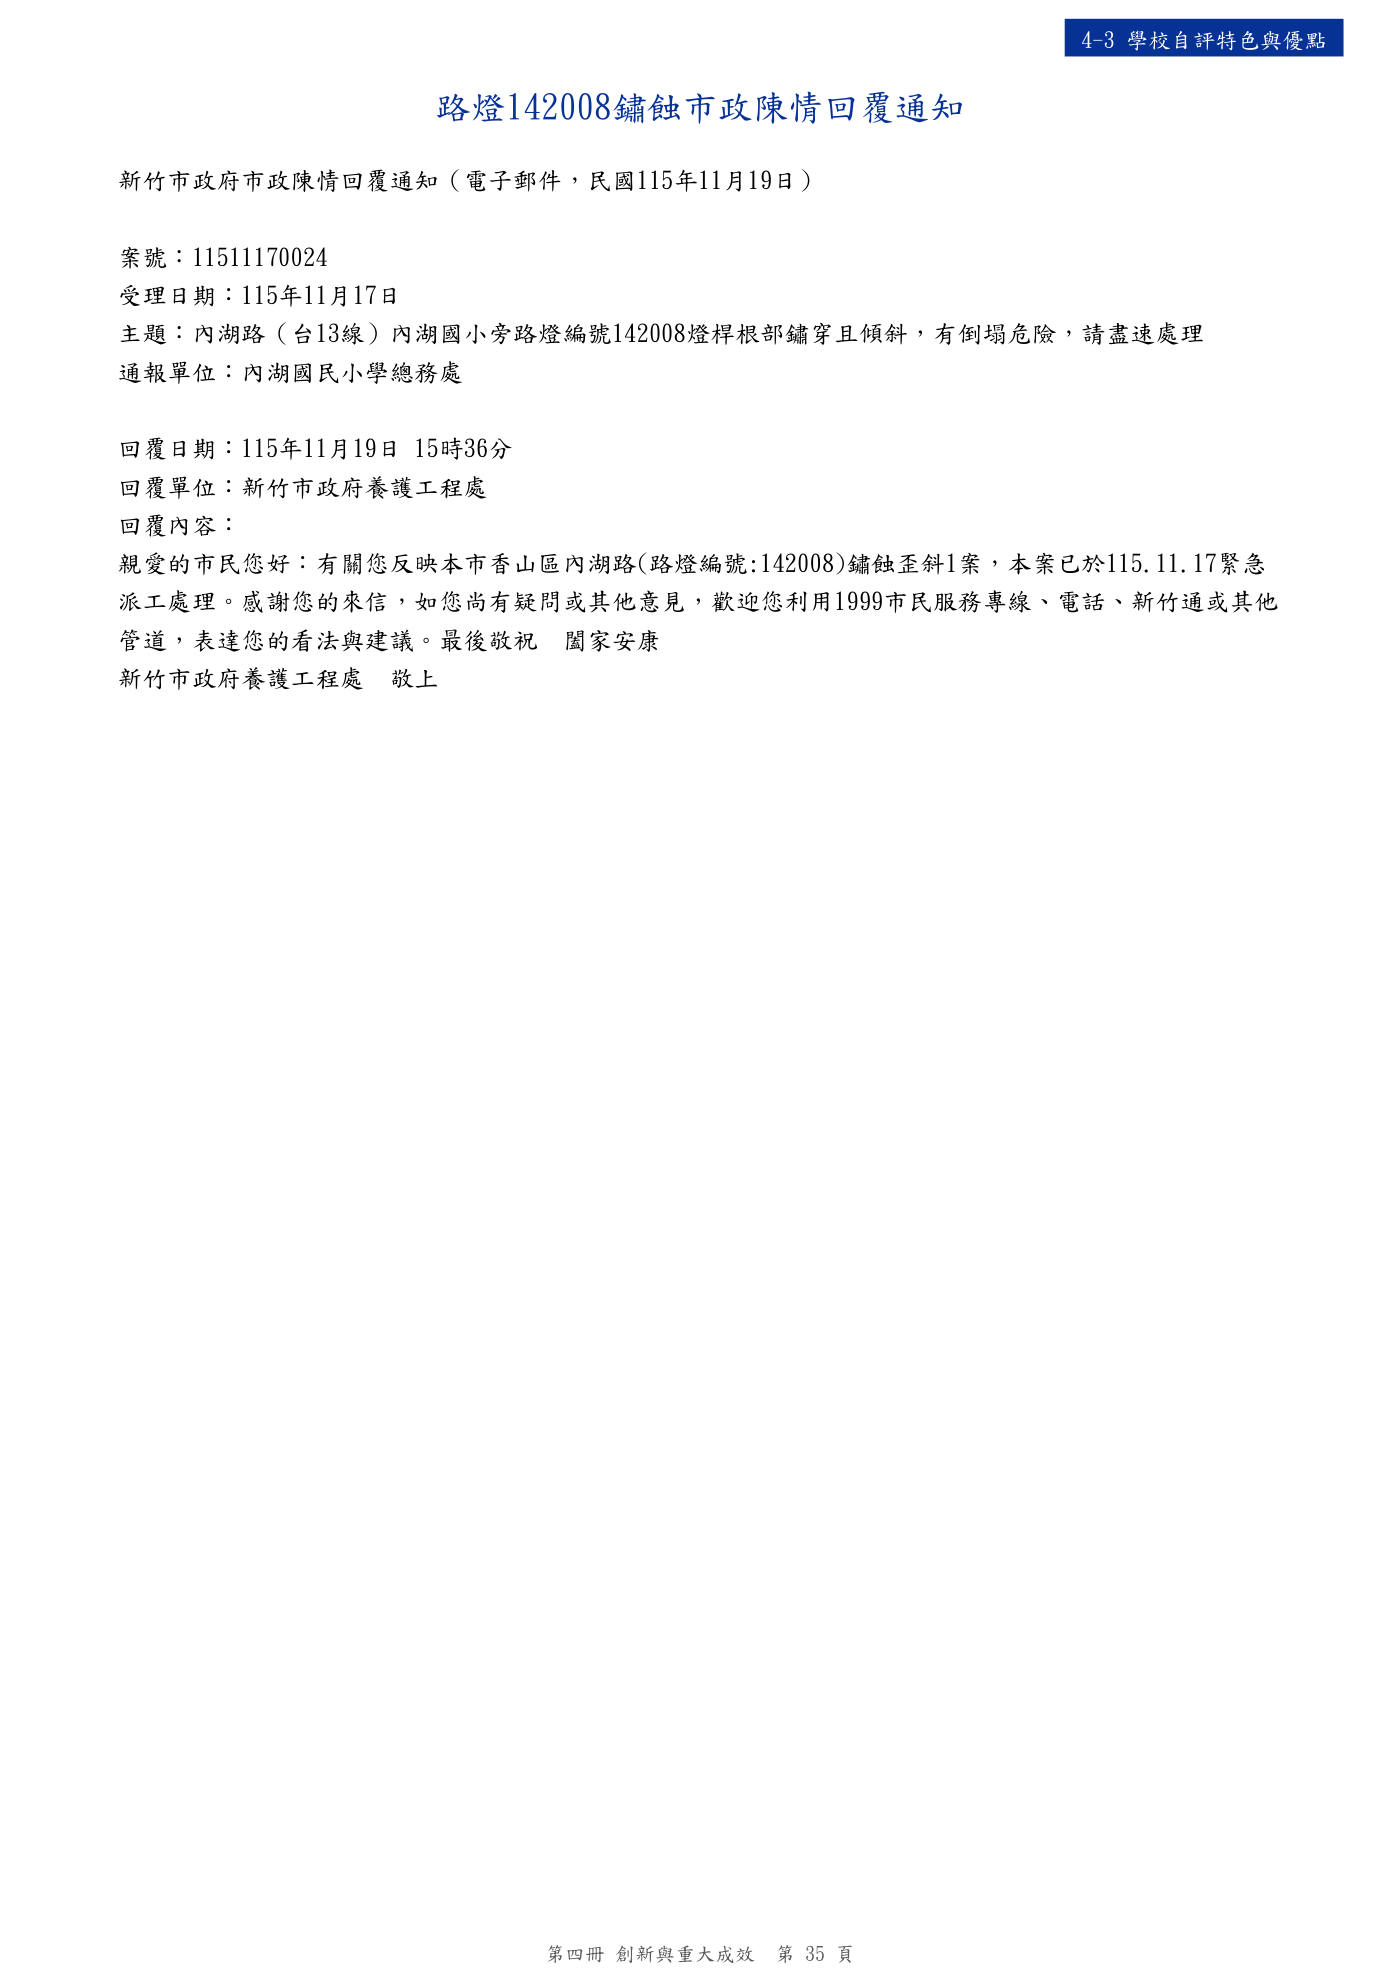 4-3 學校自評特色與優點
路燈142008鏽蝕市政陳情回覆通知
新竹市政府市政陳情回覆通知（電子郵件，民國115年11月19日）
案號：11511170024
受理日期：115年11月17日
主題：內湖路（台13線）內湖國小旁路燈編號142008燈桿根部鏽穿且傾斜，有倒塌危險，請盡速處理
通報單位：內湖國民小學總務處
回覆日期：115年11月19日 15時36分
回覆單位：新竹市政府養護工程處
回覆內容：
親愛的市民您好：有關您反映本市香山區內湖路(路燈編號:142008)鏽蝕歪斜1案，本案已於115.11.17緊急
派工處理。感謝您的來信，如您尚有疑問或其他意見，歡迎您利用1999市民服務專線、電話、新竹通或其他
管道，表達您的看法與建議。最後敬祝　闔家安康
新竹市政府養護工程處　敬上
第四冊 創新與重大成效　第 35 頁